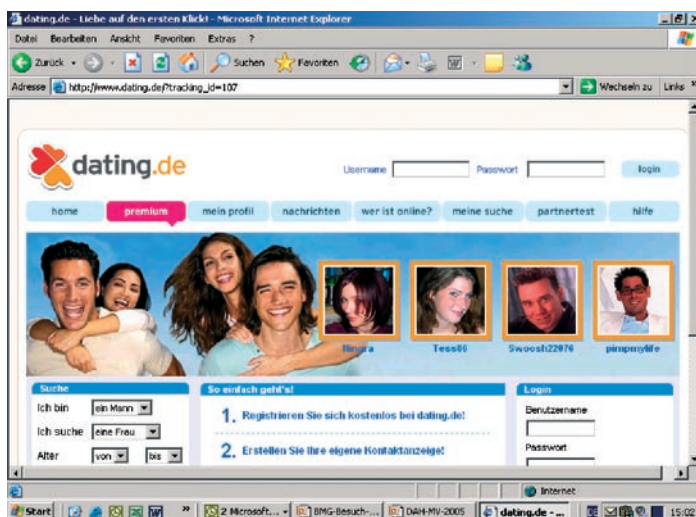 dating.de - Liebe auf den ersten Klick! - Microsoft Internet Explorer
Datei Bearbeiten Ansicht Favoriten Extras ?
Zurück Suchen Favoriten
Adresse http://www.dating.de/?tracking_id=107 Wechseln zu Links
dating.de Username Passwort login
home premium mein profil nachrichten wer ist online? meine suche partnertest hilfe
Ninora Tess86 Swoosh22076 pimpmylife
Suche
Ich bin ein Mann
Ich suche eine Frau
Alter von bis
So einfach geht's!
1. Registrieren Sie sich kostenlos bei dating.de!
2. Erstellen Sie Ihre eigene Kontaktanzeige!
Login
Benutzername
Passwort
Internet
Start 2 Microsoft... BMG-Besuch-... DAH-MV-2005 dating.de - ... 15:02